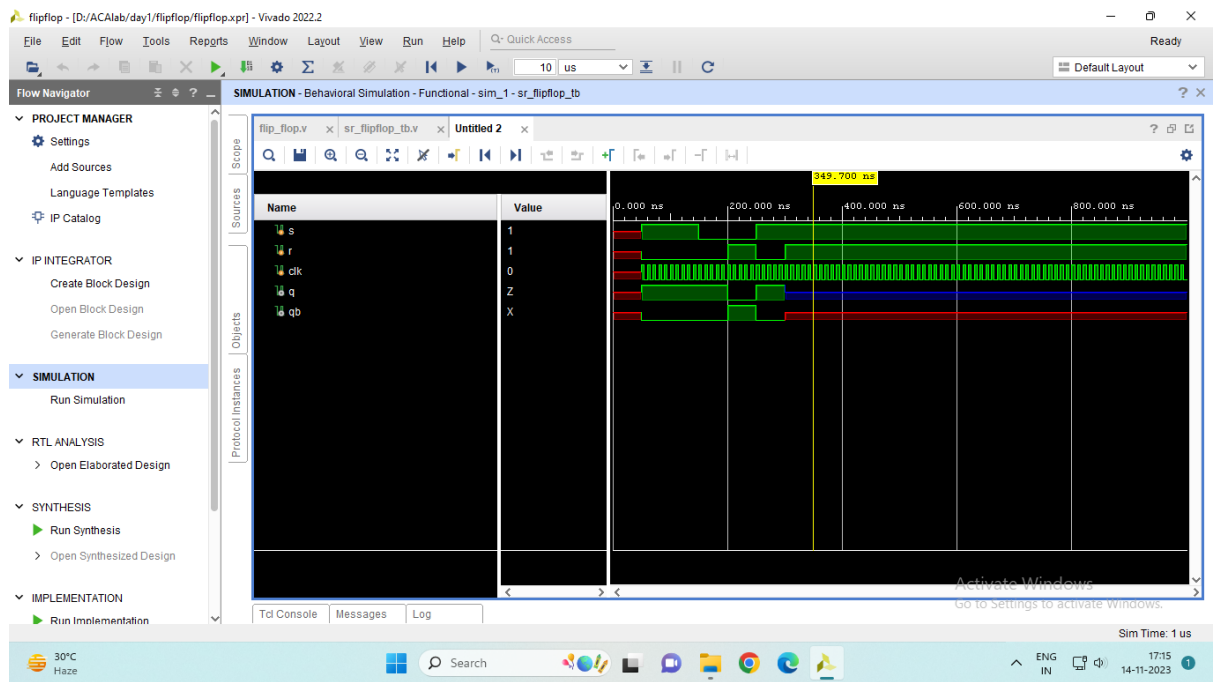 flipflop - [D:/ACAlab/day1/flipflop/flipflop.xpr] - Vivado 2022.2
File Edit Flow Tools Reports Window Layout View Run Help Q- Quick Access Ready
10 us Default Layout
Flow Navigator ? _ SIMULATION - Behavioral Simulation - Functional - sim_1 - sr_flipflop_tb ? ×
PROJECT MANAGER
Settings
Add Sources
Language Templates
IP Catalog
IP INTEGRATOR
Create Block Design
Open Block Design
Generate Block Design
SIMULATION
Run Simulation
RTL ANALYSIS
Open Elaborated Design
SYNTHESIS
Run Synthesis
Open Synthesized Design
IMPLEMENTATION
Run Implementation
Scope
Sources
Objects
Protocol Instances
flip_flop.v × sr_flipflop_tb.v × Untitled 2 × ?
349.700 ns
Name Value 0.000 ns 200.000 ns 400.000 ns 600.000 ns 800.000 ns
s 1
r 1
clk 0
q Z
qb X
Activate Windows
Go to Settings to activate Windows.
Tcl Console Messages Log
Sim Time: 1 us
30°C
Haze
Search
ENG
IN
17:15
14-11-2023
1